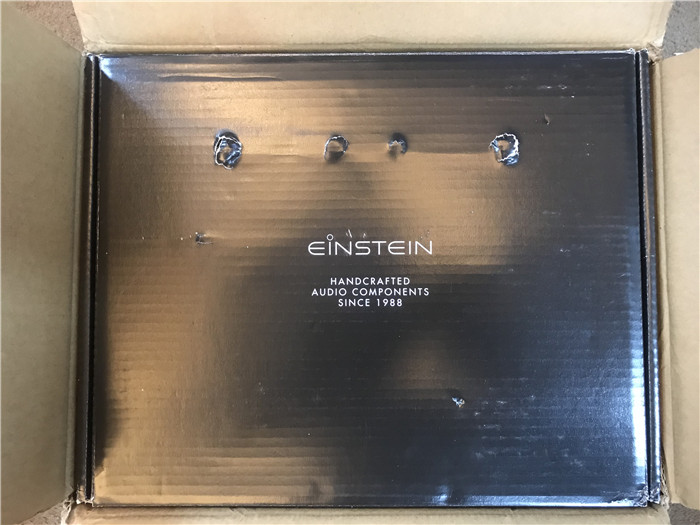 EINSTEIN
HANDCRAFTED
AUDIO COMPONENTS
SINCE 1988